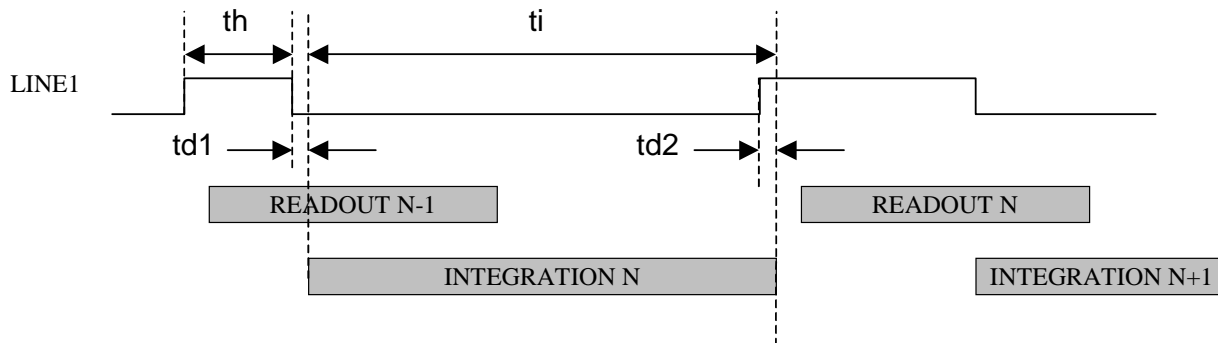 th ti
LINE1
td1 td2
READOUT N-1 READOUT N
INTEGRATION N INTEGRATION N+1